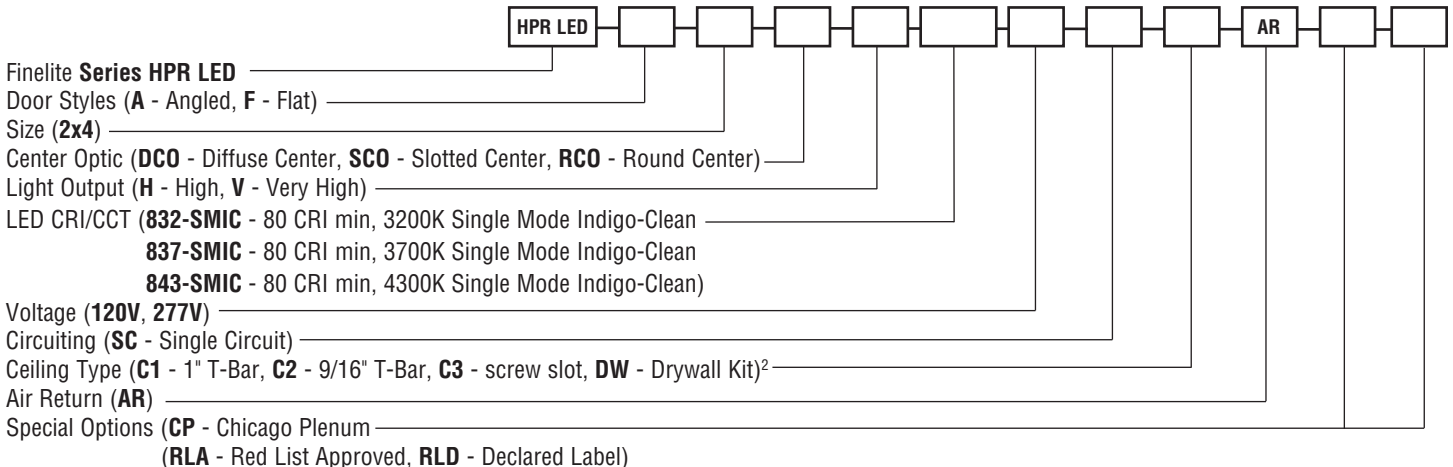 HPR LED AR
Finelite Series HPR LED
Door Styles (A - Angled, F - Flat)
Size (2x4)
Center Optic (DCO - Diffuse Center, SCO - Slotted Center, RCO - Round Center)
Light Output (H - High, V - Very High)
LED CRI/CCT (832-SMIC - 80 CRI min, 3200K Single Mode Indigo-Clean
837-SMIC - 80 CRI min, 3700K Single Mode Indigo-Clean
843-SMIC - 80 CRI min, 4300K Single Mode Indigo-Clean)
Voltage (120V, 277V)
Circuiting (SC - Single Circuit)
Ceiling Type (C1 - 1" T-Bar, C2 - 9/16" T-Bar, C3 - screw slot, DW - Drywall Kit)²
Air Return (AR)
Special Options (CP - Chicago Plenum
(RLA - Red List Approved, RLD - Declared Label)